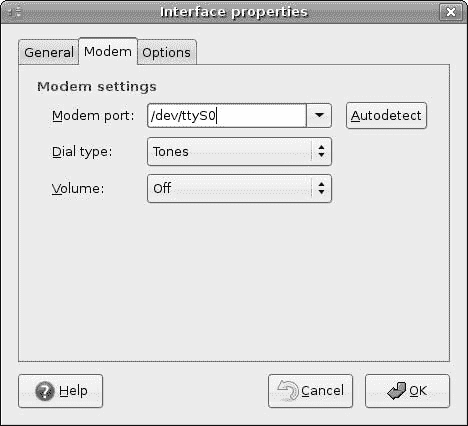 Interface properties
General Modem Options
Modem settings
Modem port: /dev/ttyS0 Autodetect
Dial type: Tones
Volume: Off
Help Cancel OK